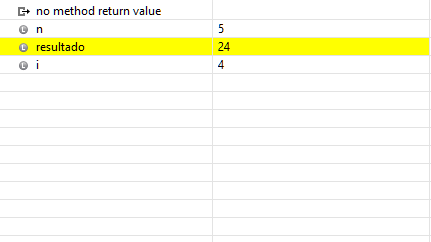 no method return value
n 5
resultado 24
i 4